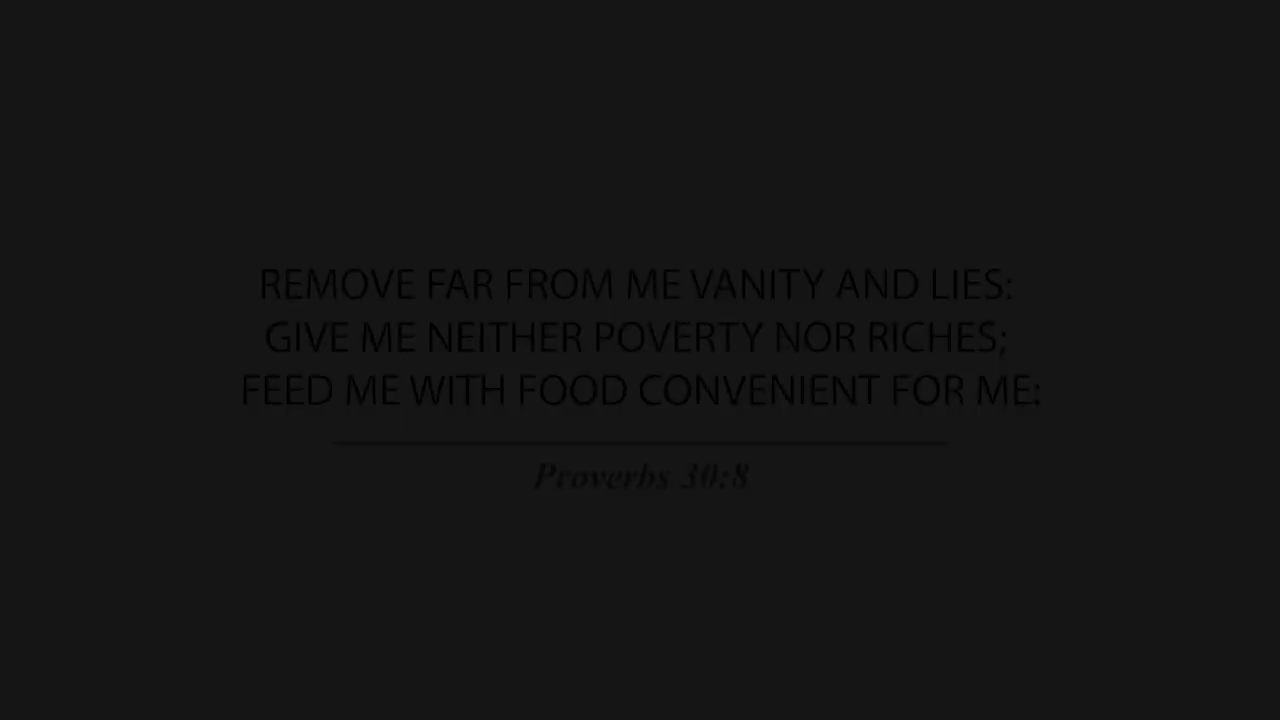 REMOVE FAR FROM ME VANITY AND LIES:
GIVE ME NEITHER POVERTY NOR RICHES;
FEED ME WITH FOOD CONVENIENT FOR ME:
Proverbs 30:8